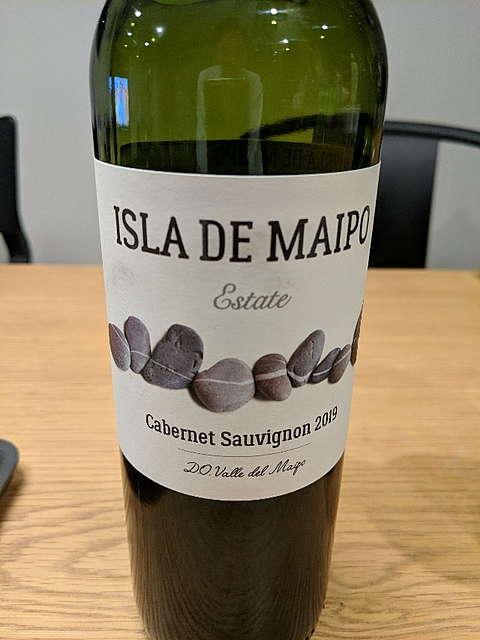 ISLA DE MAIPO
Estate
Cabernet Sauvignon 2019
D.O. Valle del Maipo